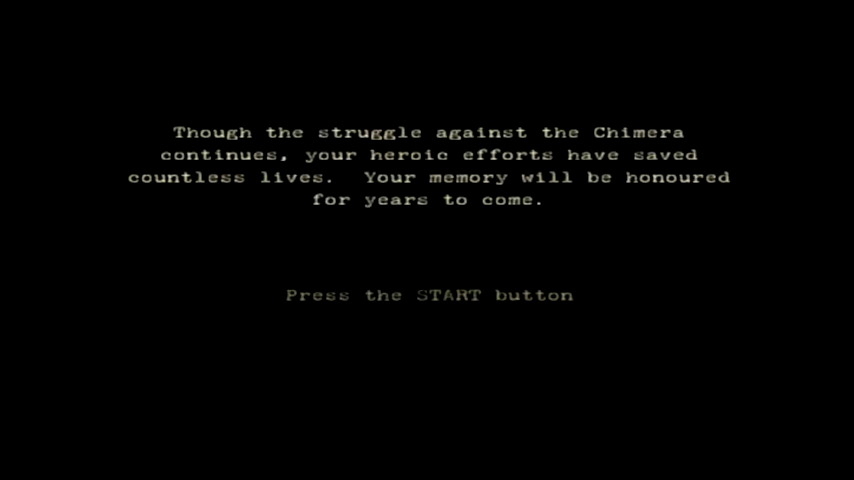 Though the struggle against the Chimera
continues, your heroic efforts have saved
countless lives.  Your memory will be honoured
for years to come.
Press the START button